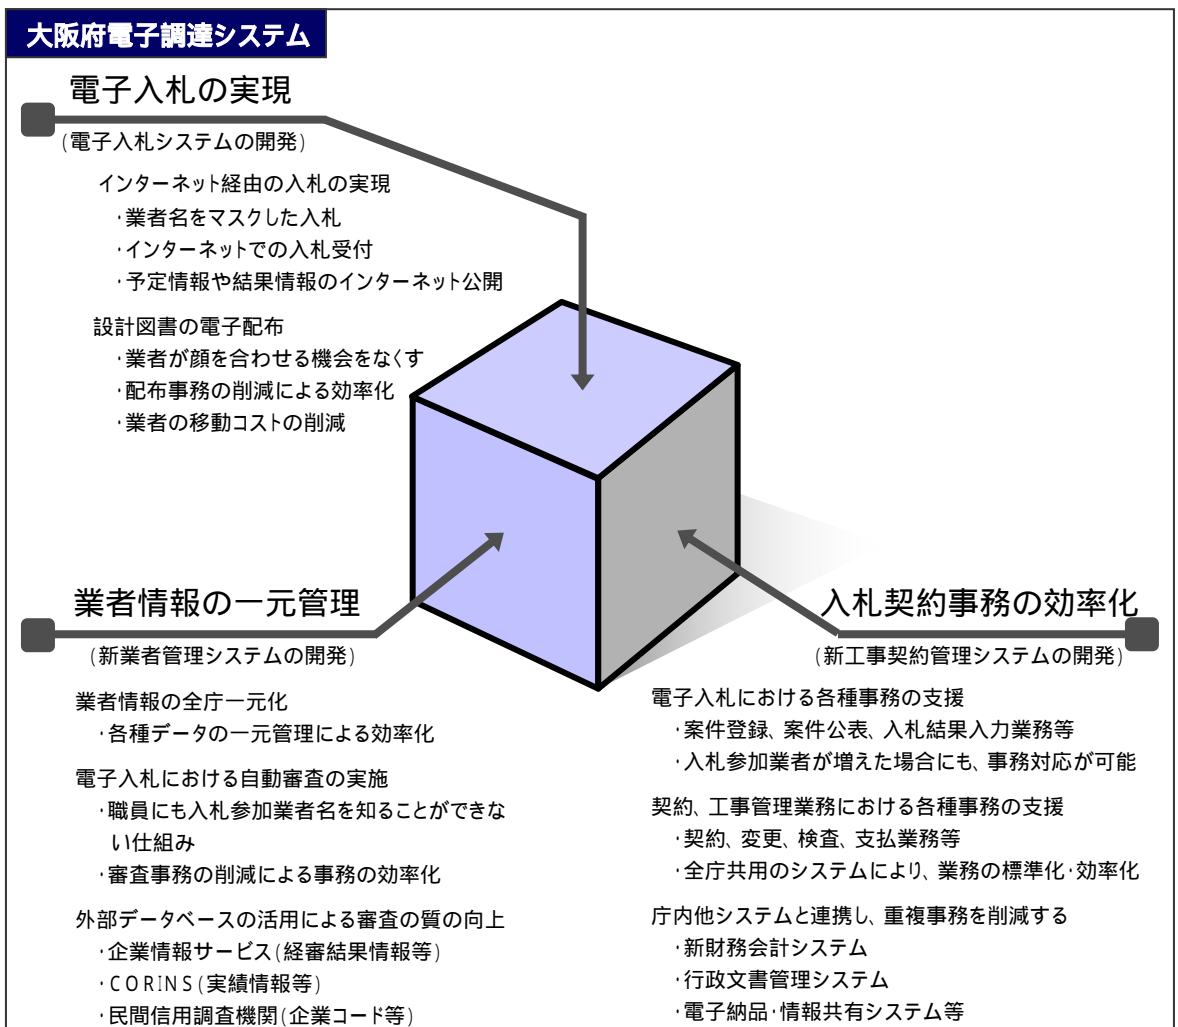 大阪府電子調達システム
電子入札の実現
(電子入札システムの開発)
インターネット経由の入札の実現
・業者名をマスクした入札
・インターネットでの入札受付
・予定情報や結果情報のインターネット公開
設計図書の電子配布
・業者が顔を合わせる機会をなくす
・配布事務の削減による効率化
・業者の移動コストの削減
業者情報の一元管理
(新業者管理システムの開発)
業者情報の全庁一元化
・各種データの一元管理による効率化
電子入札における自動審査の実施
・職員にも入札参加業者名を知ることができな
い仕組み
・審査事務の削減による事務の効率化
外部データベースの活用による審査の質の向上
・企業情報サービス(経審結果情報等)
・CORINS(実績情報等)
・民間信用調査機関(企業コード等)
入札契約事務の効率化
(新工事契約管理システムの開発)
電子入札における各種事務の支援
・案件登録、案件公表、入札結果入力業務等
・入札参加業者が増えた場合にも、事務対応が可能
契約、工事管理業務における各種事務の支援
・契約、変更、検査、支払業務等
・全庁共用のシステムにより、業務の標準化・効率化
庁内他システムと連携し、重複事務を削減する
・新財務会計システム
・行政文書管理システム
・電子納品・情報共有システム等